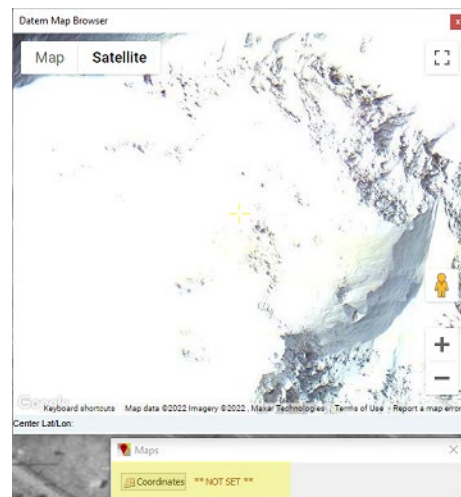 Datem Map Browser
x
Map Satellite
Google
Keyboard shortcuts Map data ©2022 Imagery ©2022 , Maxar Technologies Terms of Use Report a map error
Center Lat/Lon:
Maps
Coordinates ** NOT SET **